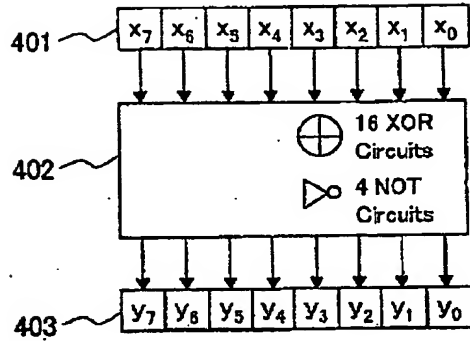 401
x₇ x₆ x₅ x₄ x₃ x₂ x₁ x₀
16 XOR
Circuits
402
4 NOT
Circuits
403
y₇ y₆ y₅ y₄ y₃ y₂ y₁ y₀